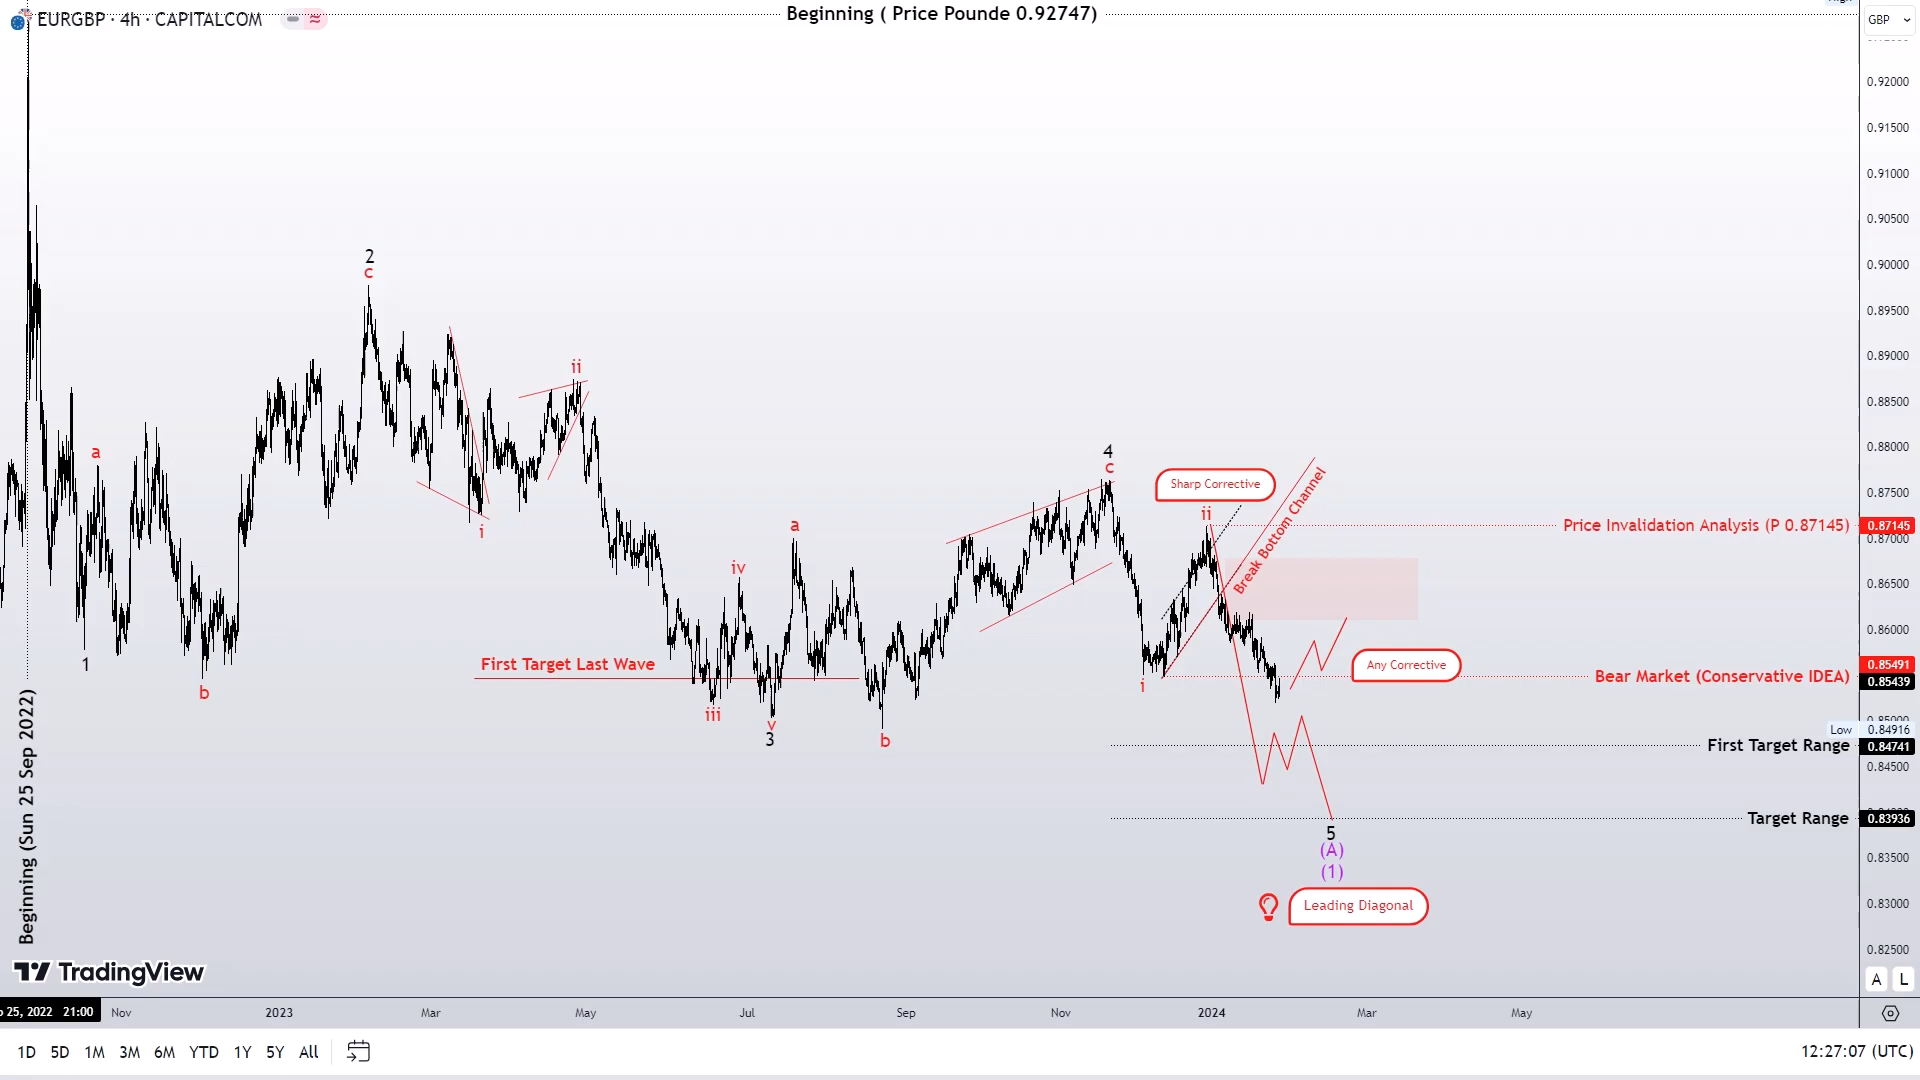 EURGBP · 4h · CAPITALCOM
Beginning ( Price Pounde 0.92747)
GBP
0.92000
0.91500
0.91000
0.90500
0.90000
0.89500
0.89000
0.88500
0.88000
0.87500
0.87145
0.87000
0.86500
0.86000
0.85491
0.85439
0.85000
Low 0.84916
0.84741
0.84500
0.83936
0.83500
0.83000
0.82500
2
c
ii
a
4
c
Sharp Corrective
ii
Price Invalidation Analysis (P 0.87145)
Break Bottom Channel
i
a
iv
1
b
First Target Last Wave
Any Corrective
Bear Market (Conservative IDEA)
i
iii
v
3
b
First Target Range
Target Range
5
(A)
(1)
Leading Diagonal
Beginning (Sun 25 Sep 2022)
TradingView
A L
25, 2022 21:00
Nov 2023 Mar May Jul Sep Nov 2024 Mar May
1D 5D 1M 3M 6M YTD 1Y 5Y All
12:27:07 (UTC)